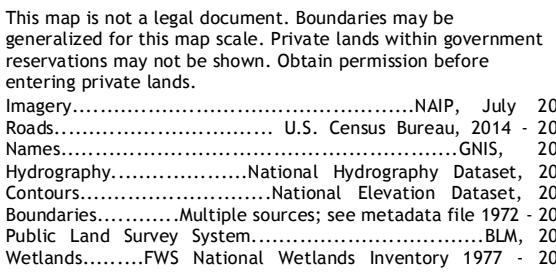 This map is not a legal document. Boundaries may be
generalized for this map scale. Private lands within government
reservations may not be shown. Obtain permission before
entering private lands.
Imagery.........................................NAIP, July 20
Roads................................ U.S. Census Bureau, 2014 - 20
Names................................................GNIS, 20
Hydrography....................National Hydrography Dataset, 20
Contours..........................National Elevation Dataset, 20
Boundaries............Multiple sources; see metadata file 1972 - 20
Public Land Survey System..................................BLM, 20
Wetlands.........FWS National Wetlands Inventory 1977 - 20